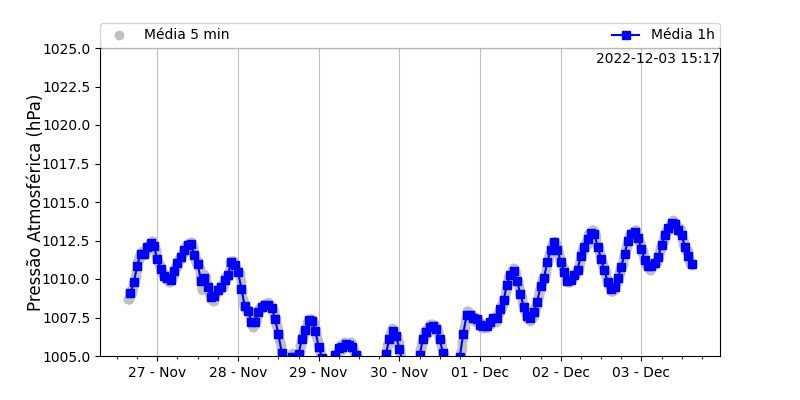 Média 5 min
Média 1h
2022-12-03 15:17
Pressão Atmosférica (hPa)
1025.0
1022.5
1020.0
1017.5
1015.0
1012.5
1010.0
1007.5
1005.0
27 - Nov
28 - Nov
29 - Nov
30 - Nov
01 - Dec
02 - Dec
03 - Dec